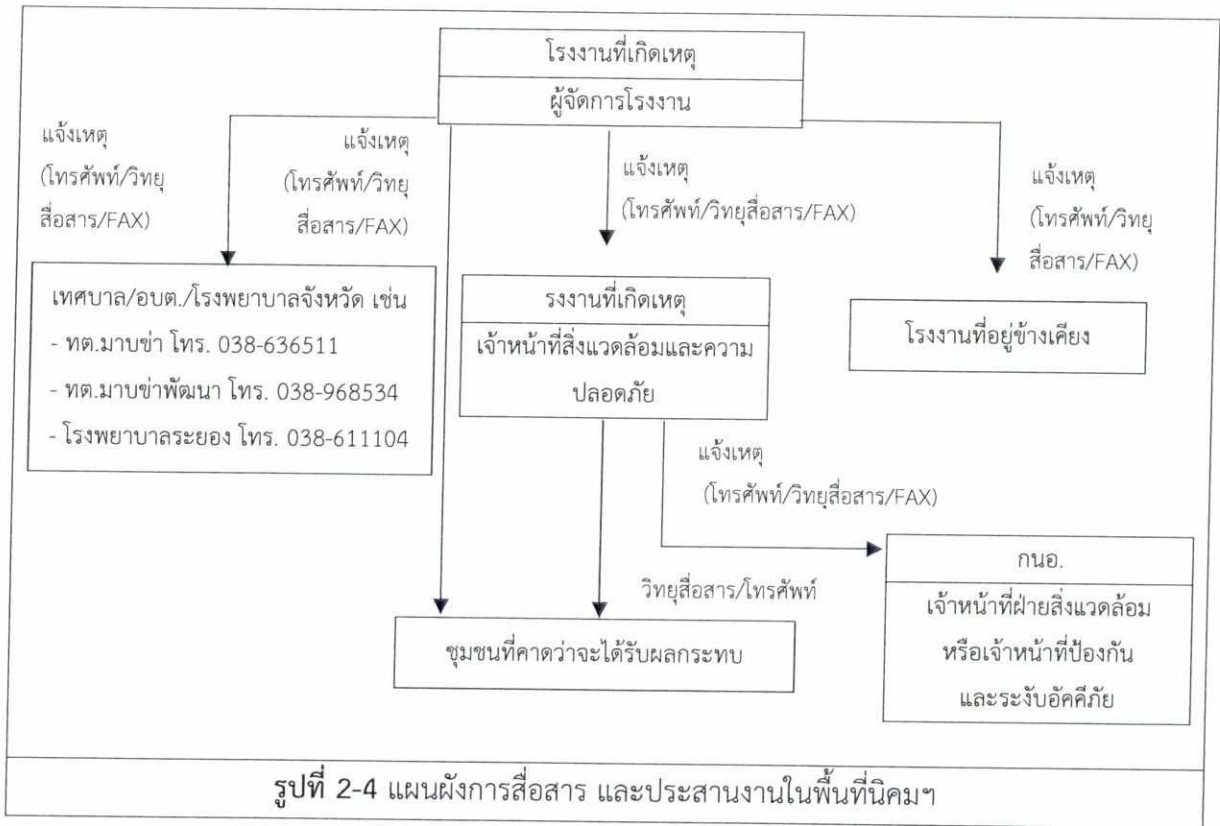 โรงงานที่เกิดเหตุ
ผู้จัดการโรงงาน
แจ้งเหตุ
(โทรศัพท์/วิทยุ
สื่อสาร/FAX)
แจ้งเหตุ
(โทรศัพท์/วิทยุ
สื่อสาร/FAX)
แจ้งเหตุ
(โทรศัพท์/วิทยุสื่อสาร/FAX)
แจ้งเหตุ
(โทรศัพท์/วิทยุ
สื่อสาร/FAX)
เทศบาล/อบต./โรงพยาบาลจังหวัด เช่น
- ทต.มาบข่า โทร. 038-636511
- ทต.มาบข่าพัฒนา โทร. 038-968534
- โรงพยาบาลระยอง โทร. 038-611104
รงงานที่เกิดเหตุ
เจ้าหน้าที่สิ่งแวดล้อมและความ
ปลอดภัย
โรงงานที่อยู่ข้างเคียง
แจ้งเหตุ
(โทรศัพท์/วิทยุสื่อสาร/FAX)
วิทยุสื่อสาร/โทรศัพท์
ชุมชนที่คาดว่าจะได้รับผลกระทบ
กนอ.
เจ้าหน้าที่ฝ่ายสิ่งแวดล้อม
หรือเจ้าหน้าที่ป้องกัน
และระงับอัคคีภัย
รูปที่ 2-4 แผนผังการสื่อสาร และประสานงานในพื้นที่นิคมฯ